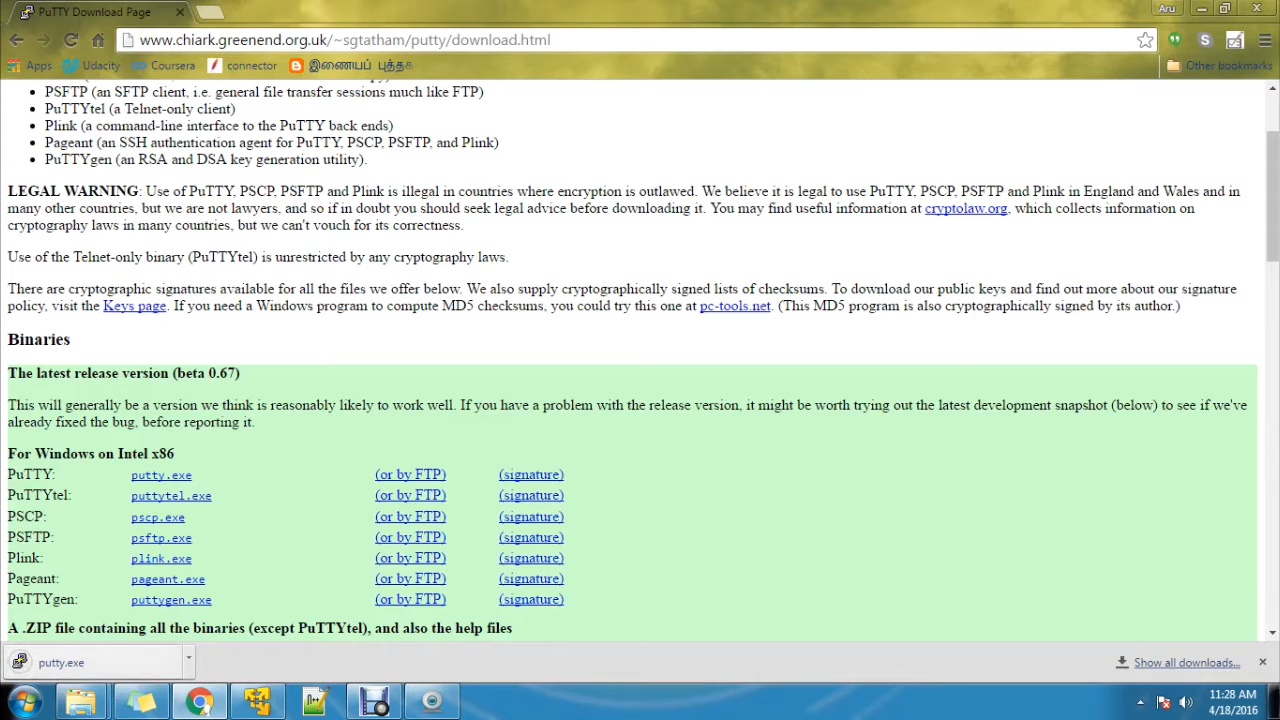 PuTTY Download Page
Aru
www.chiark.greenend.org.uk/~sgtatham/putty/download.html
Apps Udacity Coursera connector இணையப் புத்தக Other bookmarks
PSFTP (an SFTP client, i.e. general file transfer sessions much like FTP)
PuTTYtel (a Telnet-only client)
Plink (a command-line interface to the PuTTY back ends)
Pageant (an SSH authentication agent for PuTTY, PSCP, PSFTP, and Plink)
PuTTYgen (an RSA and DSA key generation utility).
LEGAL WARNING: Use of PuTTY, PSCP, PSFTP and Plink is illegal in countries where encryption is outlawed. We believe it is legal to use PuTTY, PSCP, PSFTP and Plink in England and Wales and in
many other countries, but we are not lawyers, and so if in doubt you should seek legal advice before downloading it. You may find useful information at cryptolaw.org, which collects information on
cryptography laws in many countries, but we can't vouch for its correctness.
Use of the Telnet-only binary (PuTTYtel) is unrestricted by any cryptography laws.
There are cryptographic signatures available for all the files we offer below. We also supply cryptographically signed lists of checksums. To download our public keys and find out more about our signature
policy, visit the Keys page. If you need a Windows program to compute MD5 checksums, you could try this one at pc-tools.net. (This MD5 program is also cryptographically signed by its author.)
Binaries
The latest release version (beta 0.67)
This will generally be a version we think is reasonably likely to work well. If you have a problem with the release version, it might be worth trying out the latest development snapshot (below) to see if we've
already fixed the bug, before reporting it.
For Windows on Intel x86
PuTTY: putty.exe (or by FTP) (signature)
PuTTYtel: puttytel.exe (or by FTP) (signature)
PSCP: pscp.exe (or by FTP) (signature)
PSFTP: psftp.exe (or by FTP) (signature)
Plink: plink.exe (or by FTP) (signature)
Pageant: pageant.exe (or by FTP) (signature)
PuTTYgen: puttygen.exe (or by FTP) (signature)
A .ZIP file containing all the binaries (except PuTTYtel), and also the help files
putty.exe Show all downloads...
11:28 AM
4/18/2016